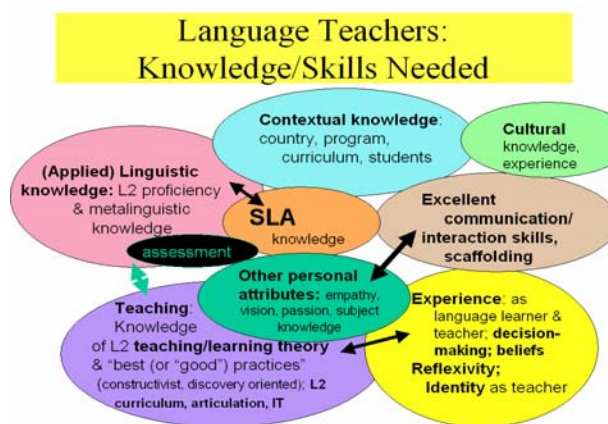 Language Teachers:
Knowledge/Skills Needed
Contextual knowledge:
country, program,
curriculum, students
Cultural
knowledge,
experience
(Applied) Linguistic
knowledge: L2 proficiency
& metalinguistic
knowledge
SLA
knowledge
Excellent
communication/
interaction skills,
scaffolding
assessment
Other personal
attributes: empathy,
vision, passion, subject
knowledge
Teaching:
Knowledge
of L2 teaching/learning theory
& "best (or "good") practices"
(constructivist, discovery oriented); L2
curriculum, articulation, IT
Experience: as
language learner &
teacher; decision-
making; beliefs
Reflexivity;
Identity as teacher